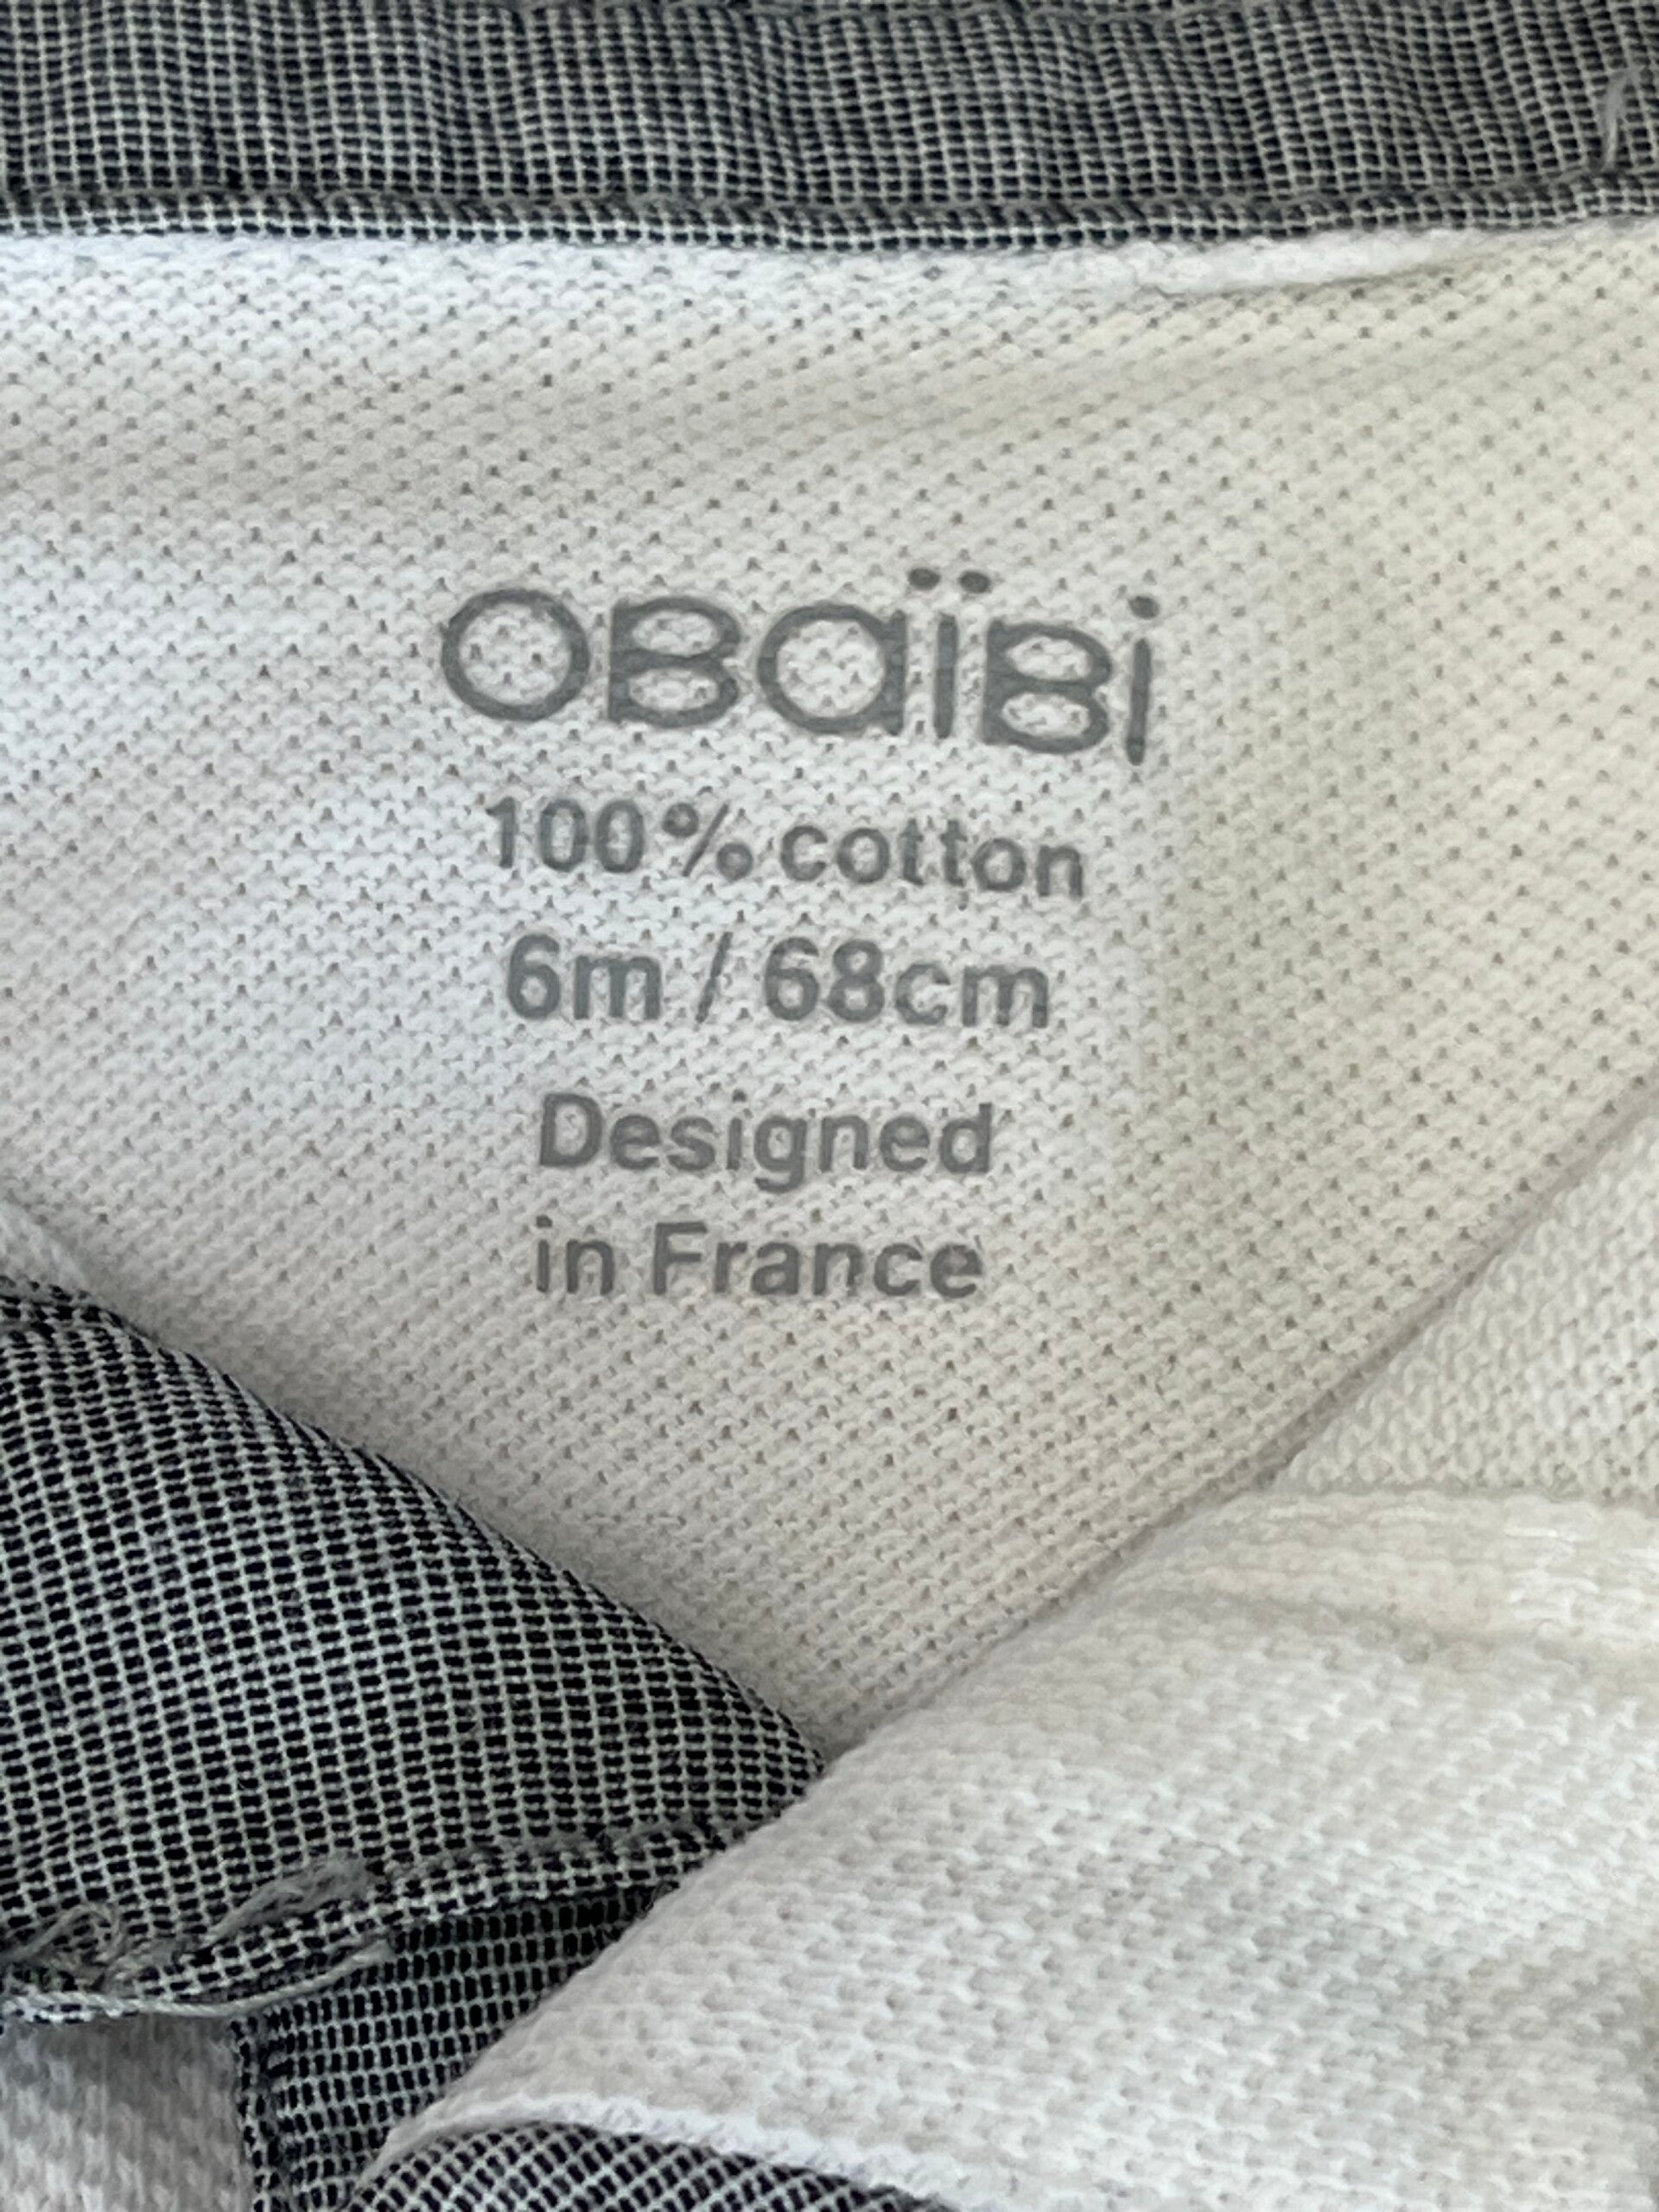 OBaïBi
100% cotton
6m / 68cm
Designed
in France